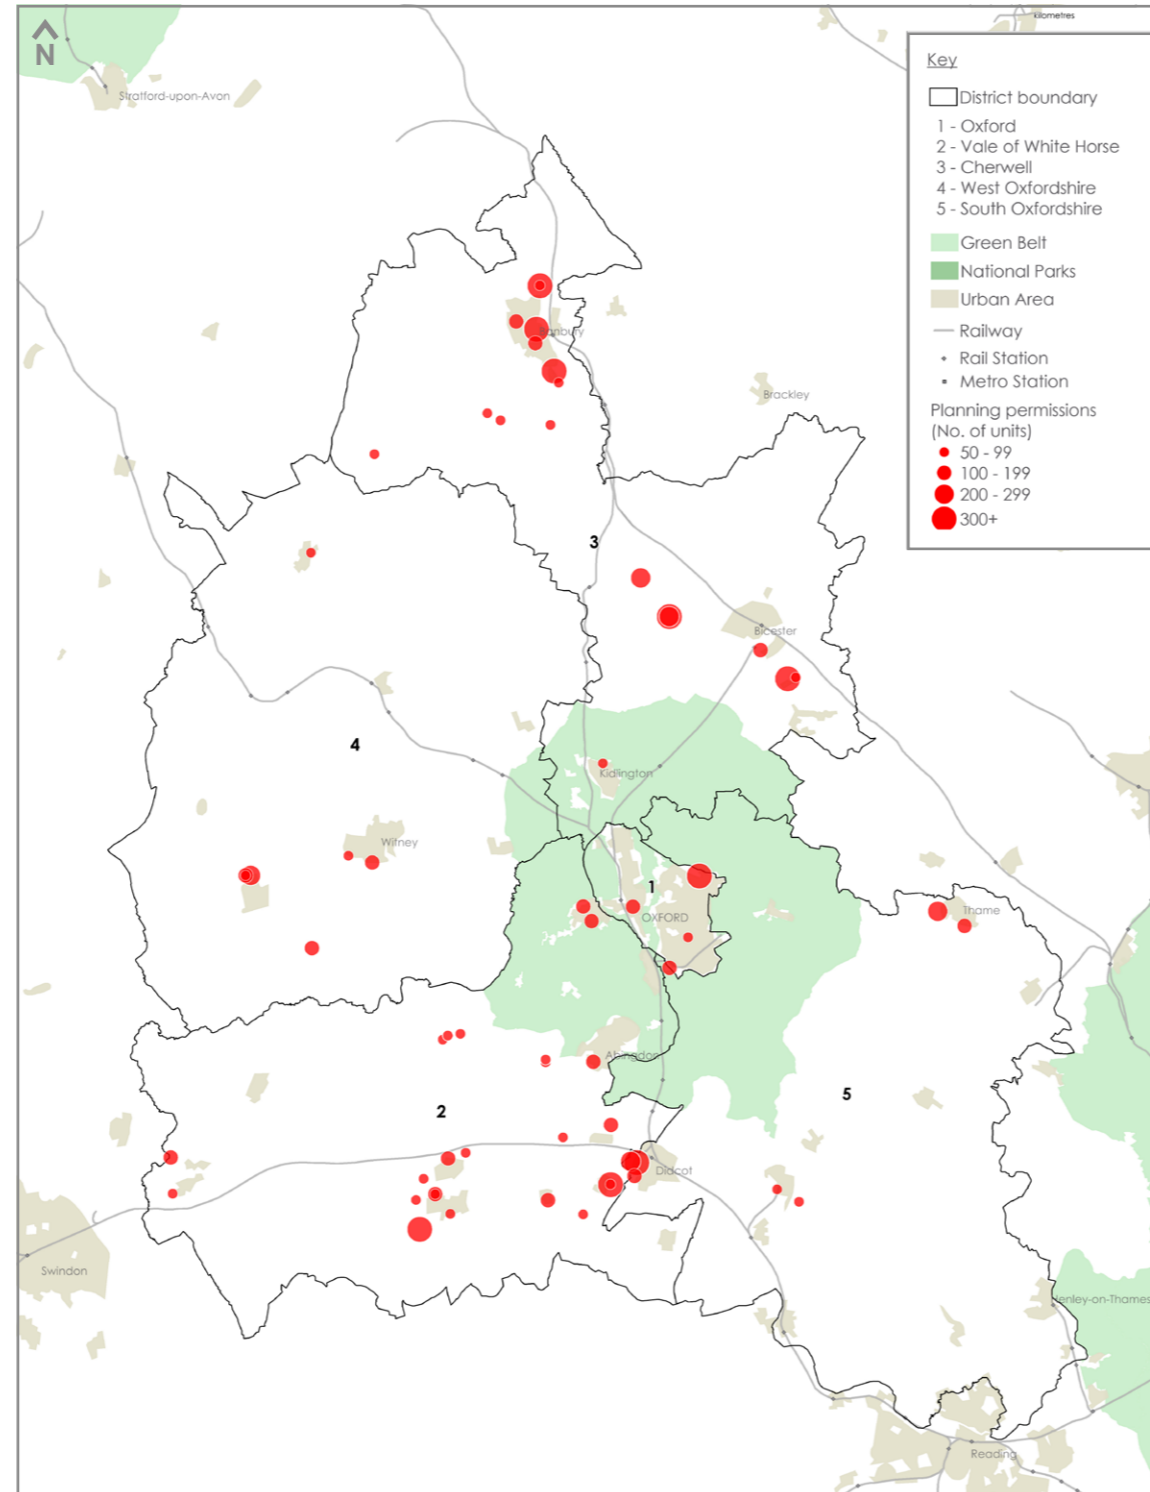 N
kilometres
Key
District boundary
1 - Oxford
2 - Vale of White Horse
3 - Cherwell
4 - West Oxfordshire
5 - South Oxfordshire
Green Belt
National Parks
Urban Area
Railway
Rail Station
Metro Station
Planning permissions
(No. of units)
50 - 99
100 - 199
200 - 299
300+
Stratford-upon-Avon
Banbury
Brackley
3
Bicester
4
Kidlington
Witney
1
OXFORD
Thame
Abingdon
2
5
Didcot
Swindon
Henley-on-Thames
Reading